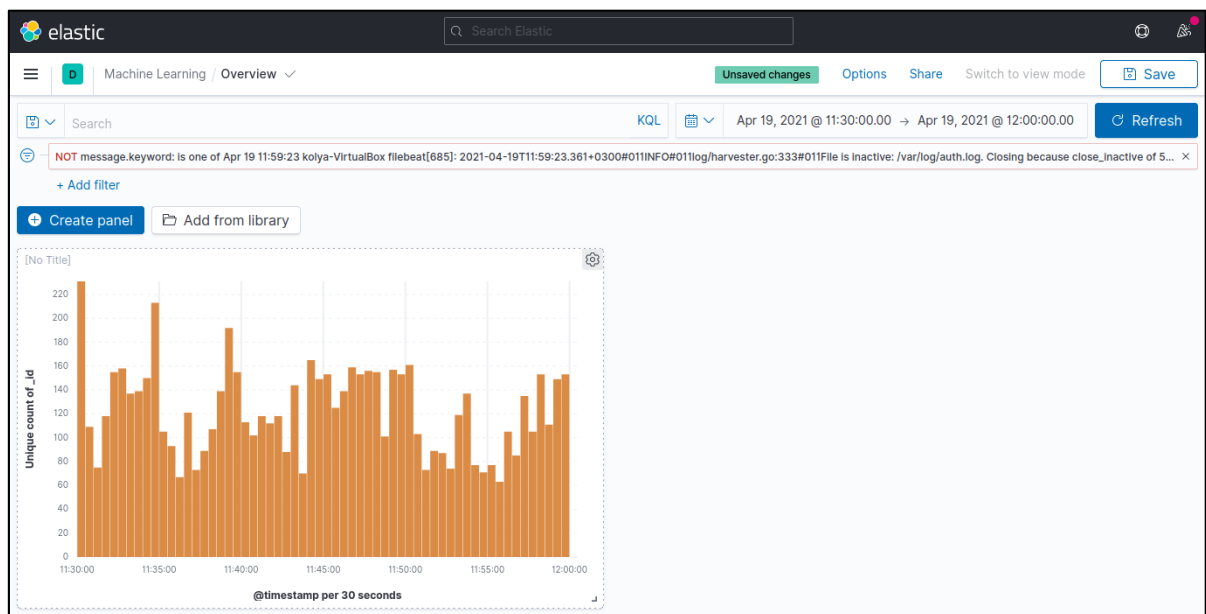 elastic
Search Elastic
D Machine Learning / Overview
Unsaved changes Options Share Switch to view mode Save
Search KQL Apr 19, 2021 @ 11:30:00.00 → Apr 19, 2021 @ 12:00:00.00 Refresh
NOT message.keyword: is one of Apr 19 11:59:23 kolya-VirtualBox filebeat[685]: 2021-04-19T11:59:23.361+0300#011INFO#011log/harvester.go:333#011File is inactive: /var/log/auth.log. Closing because close_inactive of 5... ×
+ Add filter
Create panel Add from library
[No Title]
Unique count of _id
220
200
180
160
140
120
100
80
60
40
20
0
11:30:00 11:35:00 11:40:00 11:45:00 11:50:00 11:55:00 12:00:00
@timestamp per 30 seconds